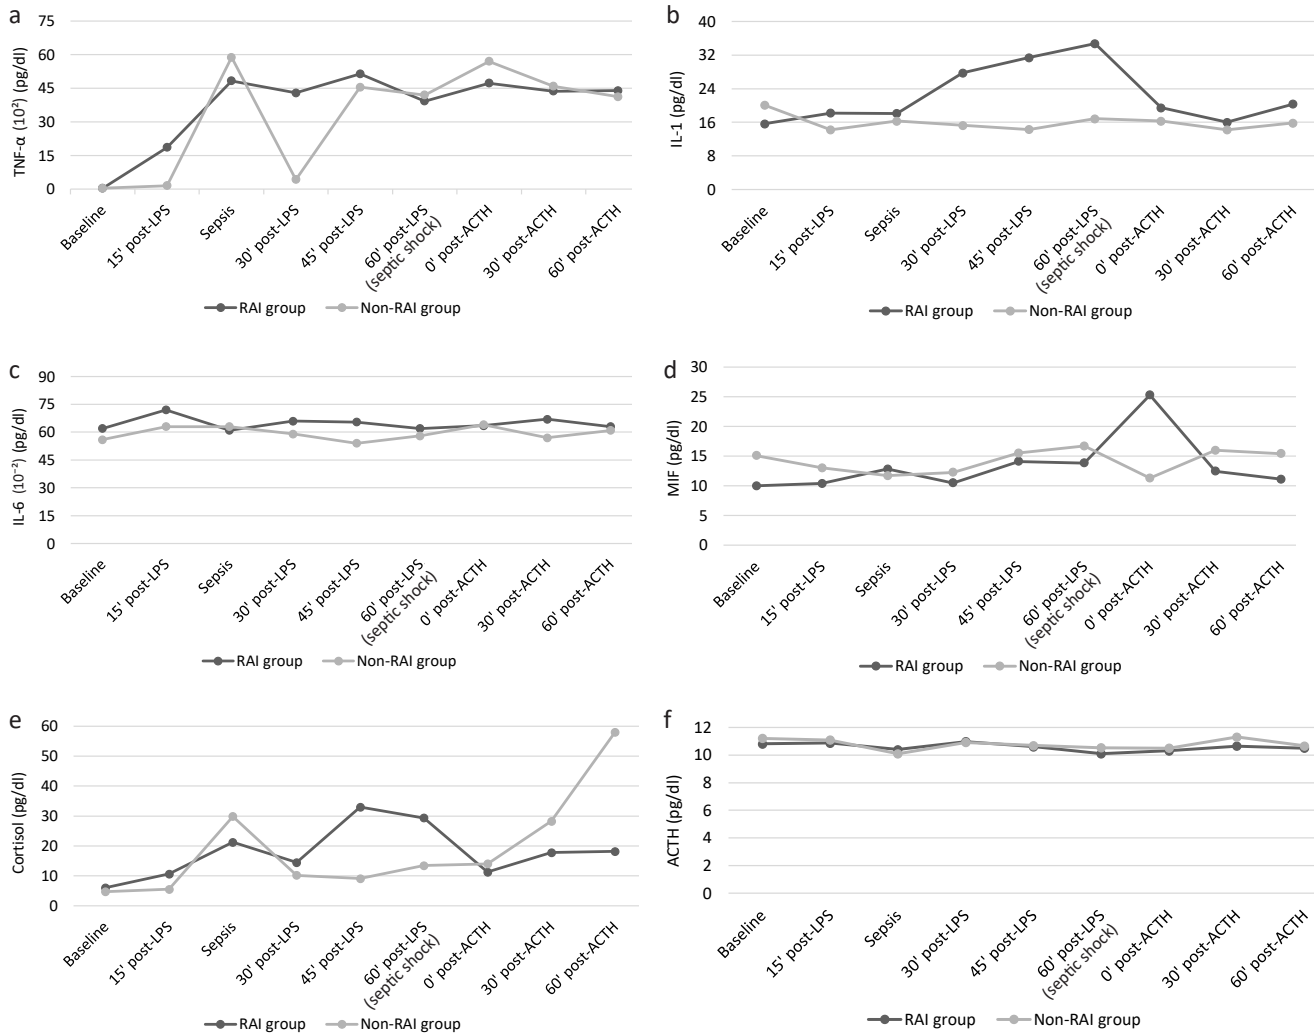 a
TNF-α (10²) (pg/dl)
75
60
45
30
15
0
Baseline
15' post-LPS
Sepsis
30' post-LPS
45' post-LPS
60' post-LPS
(septic shock)
0' post-ACTH
30' post-ACTH
60' post-ACTH
RAI group
Non-RAI group
b
IL-1 (pg/dl)
40
32
24
16
8
0
Baseline
15' post-LPS
Sepsis
30' post-LPS
45' post-LPS
60' post-LPS
(septic shock)
0' post-ACTH
30' post-ACTH
60' post-ACTH
RAI group
Non-RAI group
c
IL-6 (10⁻²) (pg/dl)
90
75
60
45
30
15
0
Baseline
15' post-LPS
Sepsis
30' post-LPS
45' post-LPS
60' post-LPS
(septic shock)
0' post-ACTH
30' post-ACTH
60' post-ACTH
RAI group
Non-RAI group
d
MIF (pg/dl)
30
25
20
15
10
5
0
Baseline
15' post-LPS
Sepsis
30' post-LPS
45' post-LPS
60' post-LPS
(septic shock)
0' post-ACTH
30' post-ACTH
60' post-ACTH
RAI group
Non-RAI group
e
Cortisol (pg/dl)
60
50
40
30
20
10
0
Baseline
15' post-LPS
Sepsis
30' post-LPS
45' post-LPS
60' post-LPS
(septic shock)
0' post-ACTH
30' post-ACTH
60' post-ACTH
RAI group
Non-RAI group
f
ACTH (pg/dl)
12
10
8
6
4
2
0
Baseline
15' post-LPS
Sepsis
30' post-LPS
45' post-LPS
60' post-LPS
(septic shock)
0' post-ACTH
30' post-ACTH
60' post-ACTH
RAI group
Non-RAI group